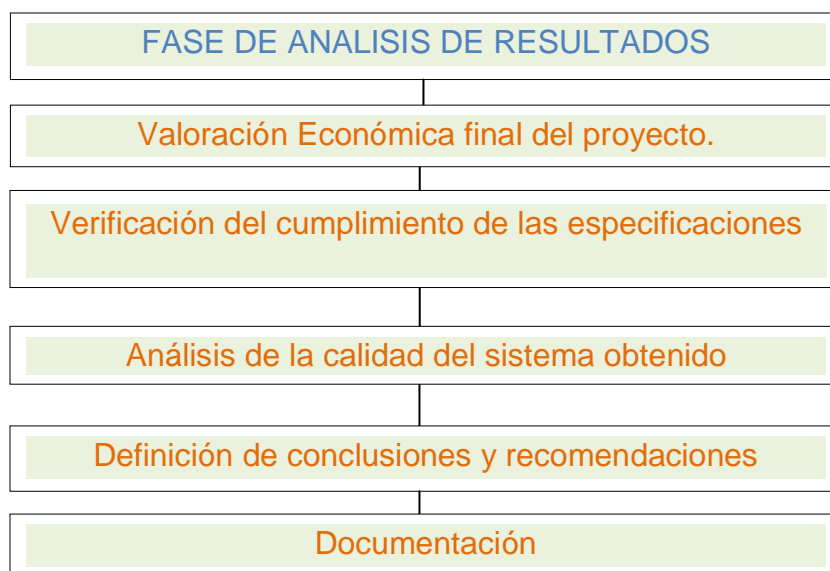 FASE DE ANALISIS DE RESULTADOS
Valoración Económica final del proyecto.
Verificación del cumplimiento de las especificaciones
Análisis de la calidad del sistema obtenido
Definición de conclusiones y recomendaciones
Documentación